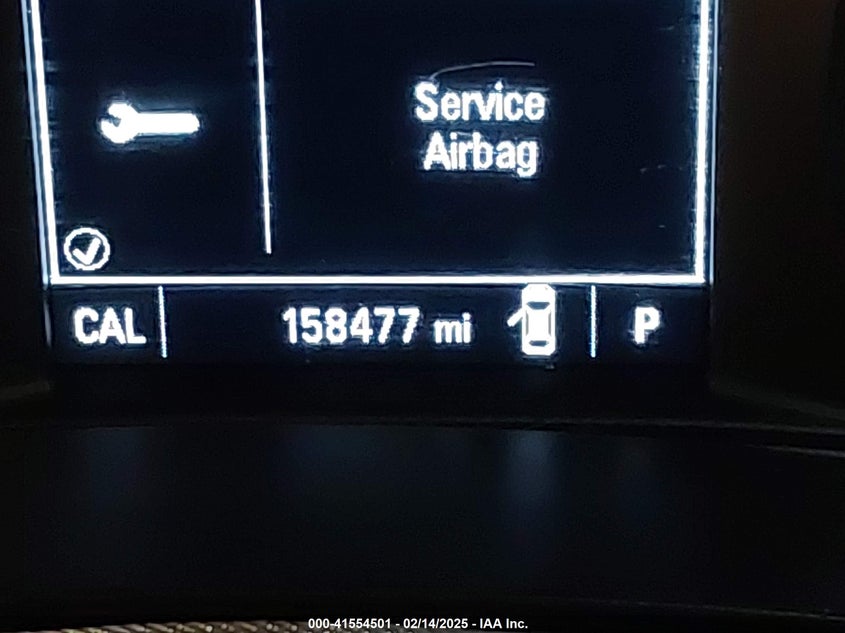 Service
Airbag
CAL 158477 mi P
000-41554501 - 02/14/2025 - IAA Inc.